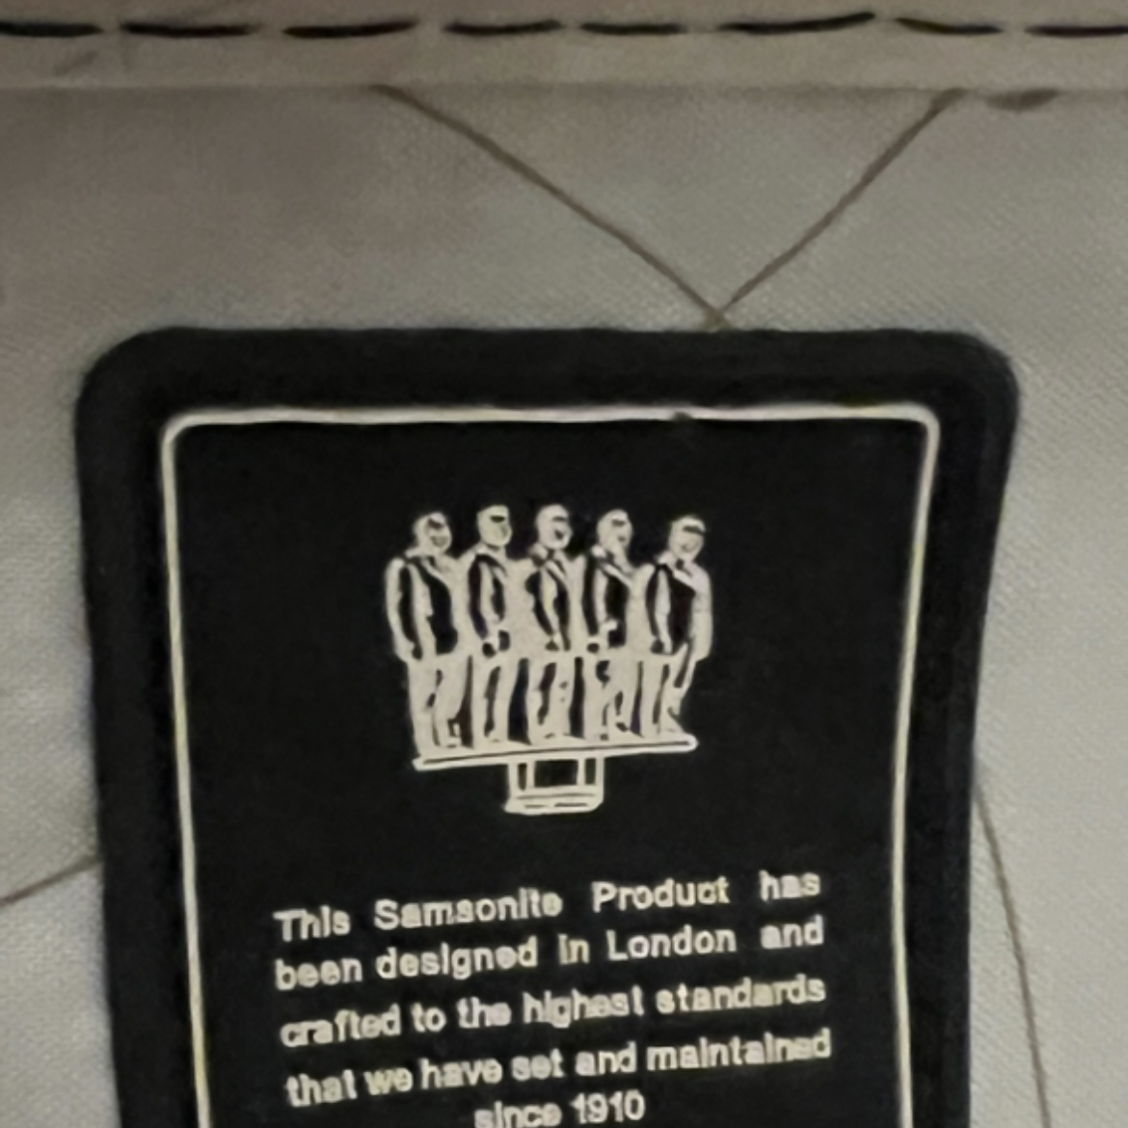 This Samsonite Product has
been designed in London and
crafted to the highest standards
that we have set and maintained
since 1910